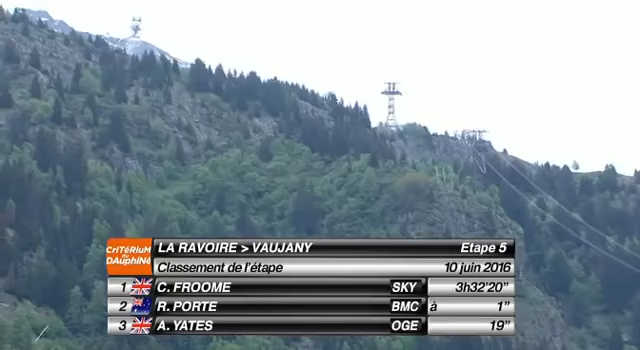 CRiTéRiuM
du
DAuphiNé
LA RAVOIRE > VAUJANY Etape 5
Classement de l'étape 10 juin 2016
1 C. FROOME SKY 3h32'20"
2 R. PORTE BMC à 1"
3 A. YATES OGE 19"